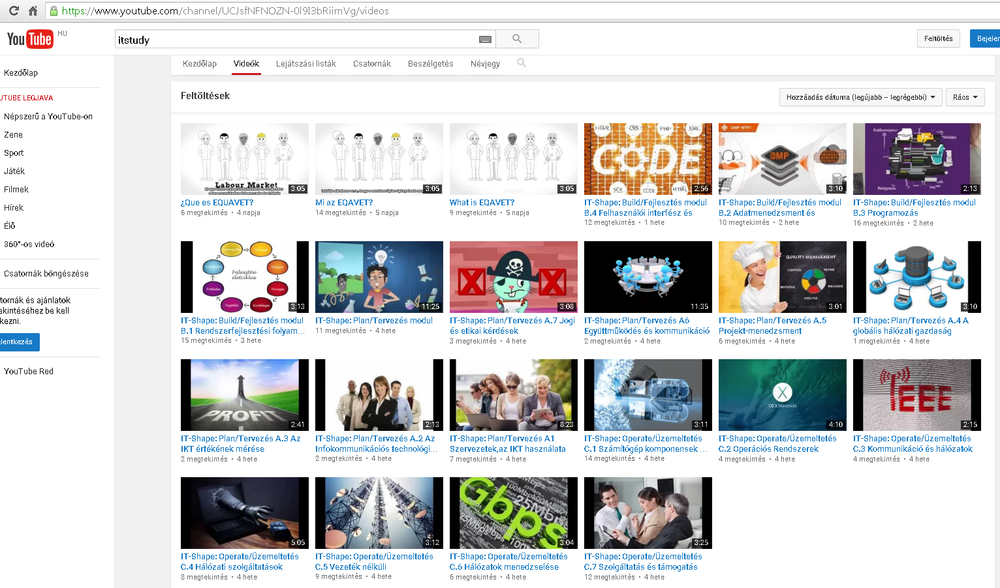 https://www.youtube.com/channel/UCJsfNFNOZN-0l9I3bRiimVg/videos
YouTube HU
itstudy
Feltöltés
Bejelen
Kezdőlap
Videók
Lejátszási listák
Csatornák
Beszélgetés
Névjegy
Kezdőlap
UTUBE LEGJAVA
Népszerű a YouTube-on
Zene
Sport
Játék
Filmek
Hírek
Élő
360°-os videó
Csatornák böngészése
tornák és ajánlatok
ekintéséhez be kell
kezni.
elentkezés
YouTube Red
Feltöltések
Hozzáadás dátuma (legújabb – legrégebbi)
Rács
Labour Market
3:05
¿Que es EQUAVET?
6 megtekintés • 4 napja
3:05
Mi az EQAVET?
14 megtekintés • 5 napja
3:05
What is EQAVET?
9 megtekintés • 5 napja
HTML CSS PHP XML
CODE
SQL CODE HTML
2:56
IT-Shape: Build/Fejlesztés modul
B.4 Felhasználói interfész és
12 megtekintés • 1 hete
DMP WTF?
DMP
3:10
IT-Shape: Build/Fejlesztés modul
B.2 Adatmenedzsment és
10 megtekintés • 2 hete
Poliformizmus
Beágyazás
2:13
IT-Shape: Build/Fejlesztés modul
B.3 Programozás
16 megtekintés • 2 hete
Fejlesztési
életciklus
3:13
IT-Shape: Build/Fejlesztés modul
B.1 Rendszerfejlesztési folyam...
15 megtekintés • 3 hete
11:25
IT-Shape: Plan/Tervezés modul
11 megtekintés • 4 hete
3:08
IT-Shape: Plan/Tervezés A.7 Jogi
és etikai kérdések
3 megtekintés • 4 hete
11:35
IT-Shape: Plan/Tervezés A6
Együttműködés és kommunikáció
2 megtekintés • 4 hete
QUALITY MANAGEMENT
CONTROL
DEFINE
IMPROVE
MEASURE
ANALYSE
3:01
IT-Shape: Plan/Tervezés A.5
Projekt-menedzsment
6 megtekintés • 4 hete
3:10
IT-Shape: Plan/Tervezés A.4 A
globális hálózati gazdaság
1 megtekintés • 4 hete
PROFIT
2:41
IT-Shape: Plan/Tervezés A.3 Az
IKT értékének mérése
2 megtekintés • 4 hete
2:13
IT-Shape: Plan/Tervezés A.2 Az
Infokommunikációs technológi...
2 megtekintés • 4 hete
8:23
IT-Shape: Plan/Tervezés A1
Szervezetek,az IKT használata
7 megtekintés • 4 hete
3:11
IT-Shape: Operate/Üzemeltetés
C.1 Számítógép komponensek ...
14 megtekintés • 4 hete
X
OS X Mavericks
4:10
IT-Shape: Operate/Üzemeltetés
C.2 Operációs Rendszerek
4 megtekintés • 4 hete
IEEE
2:15
IT-Shape: Operate/Üzemeltetés
C.3 Kommunikáció és hálózatok
4 megtekintés • 4 hete
5:05
IT-Shape: Operate/Üzemeltetés
C.4 Hálózati szolgáltatások
8 megtekintés • 4 hete
3:12
IT-Shape: Operate/Üzemeltetés
C.5 Vezeték nélküli
9 megtekintés • 4 hete
Gbps
25Mb
3:04
IT-Shape: Operate/Üzemeltetés
C.6 Hálózatok menedzselése
6 megtekintés • 4 hete
3:25
IT-Shape: Operate/Üzemeltetés
C.7 Szolgáltatás és támogatás
12 megtekintés • 4 hete